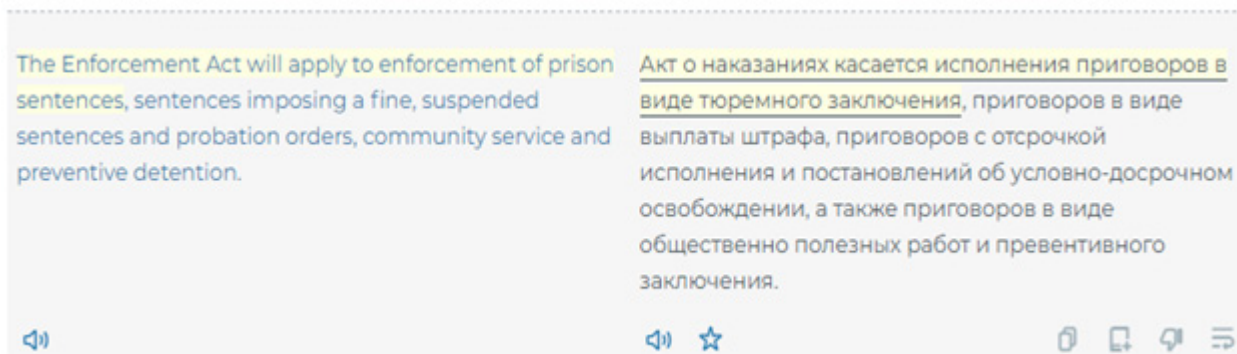 The Enforcement Act will apply to enforcement of prison
sentences, sentences imposing a fine, suspended
sentences and probation orders, community service and
preventive detention.
Акт о наказаниях касается исполнения приговоров в
виде тюремного заключения, приговоров в виде
выплаты штрафа, приговоров с отсрочкой
исполнения и постановлений об условно-досрочном
освобождении, а также приговоров в виде
общественно полезных работ и превентивного
заключения.